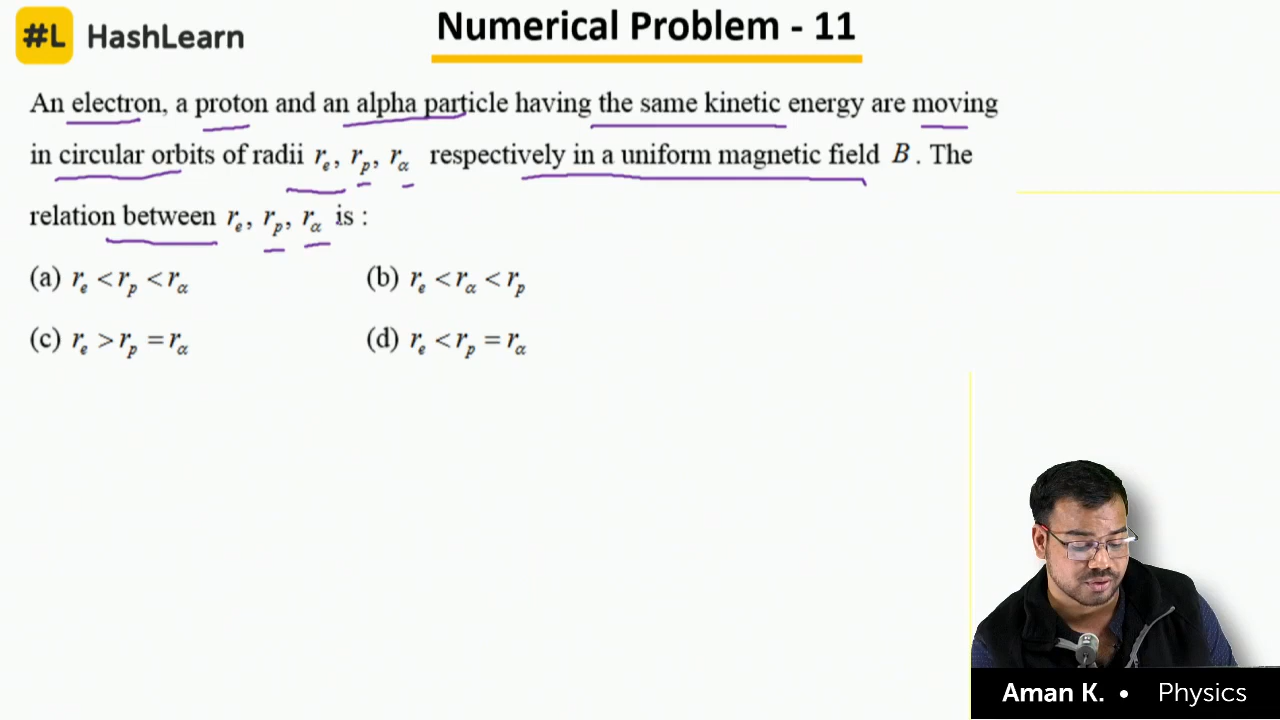 #L HashLearn
Numerical Problem - 11
An electron, a proton and an alpha particle having the same kinetic energy are moving
in circular orbits of radii rₑ, rₚ, r_α respectively in a uniform magnetic field B. The
relation between rₑ, rₚ, r_α is :
(a) rₑ < rₚ < r_α (b) rₑ < r_α < rₚ
(c) rₑ > rₚ = r_α (d) rₑ < rₚ = r_α
Aman K. • Physics